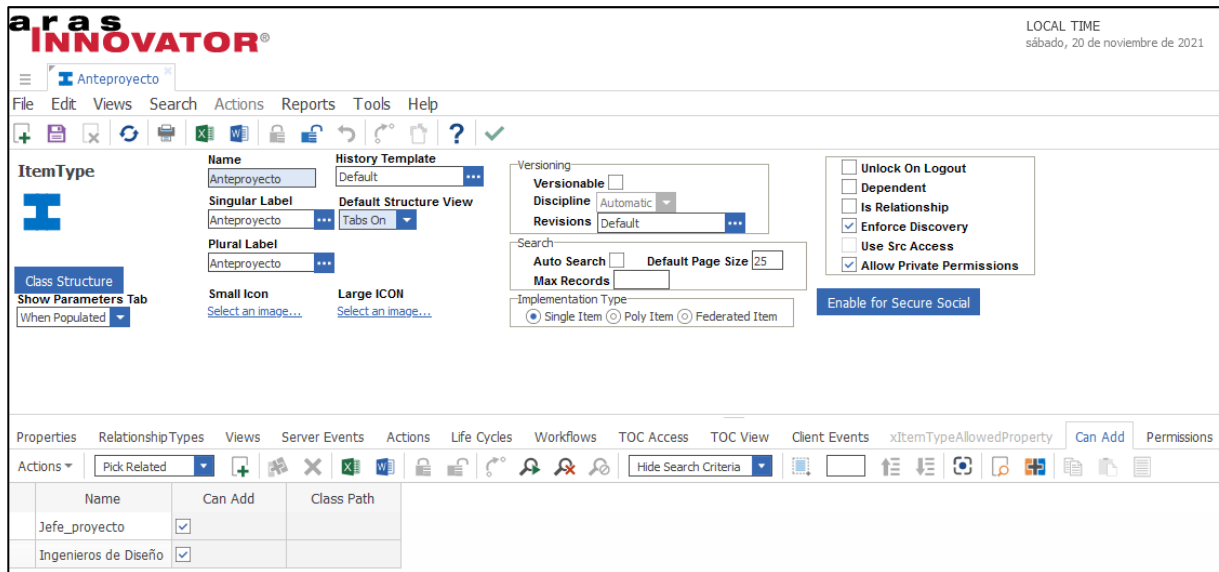 aras
INNOVATOR®
LOCAL TIME
sábado, 20 de noviembre de 2021
Anteproyecto
File Edit Views Search Actions Reports Tools Help
ItemType
Name
Anteproyecto
History Template
Default
Singular Label
Anteproyecto
Default Structure View
Tabs On
Plural Label
Anteproyecto
Class Structure
Show Parameters Tab
When Populated
Small Icon
Select an image...
Large ICON
Select an image...
Versioning
Versionable
Discipline Automatic
Revisions Default
Search
Auto Search Default Page Size 25
Max Records
Implementation Type
Single Item Poly Item Federated Item
Unlock On Logout
Dependent
Is Relationship
Enforce Discovery
Use Src Access
Allow Private Permissions
Enable for Secure Social
Properties RelationshipTypes Views Server Events Actions Life Cycles Workflows TOC Access TOC View Client Events xItemTypeAllowedProperty Can Add Permissions
Actions Pick Related Hide Search Criteria
Name Can Add Class Path
Jefe_proyecto
Ingenieros de Diseño